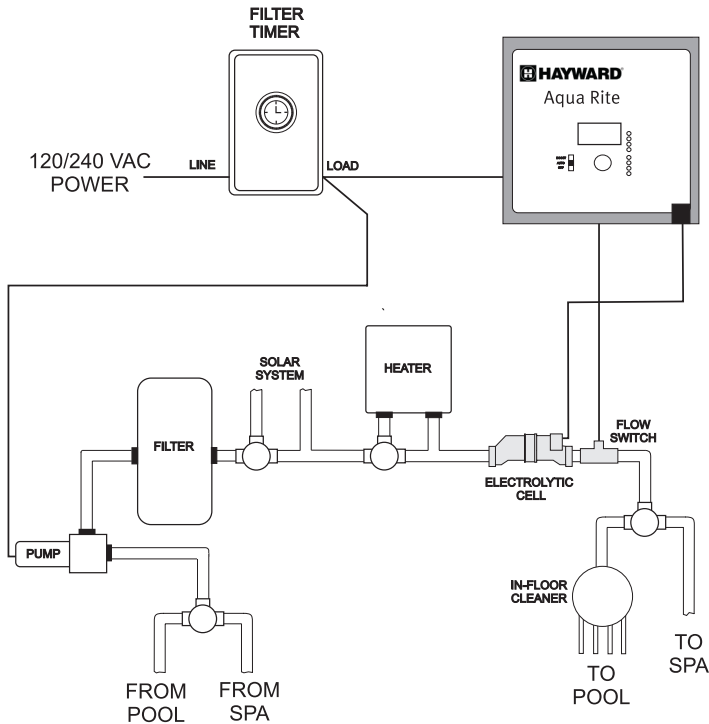 FILTER
TIMER
HAYWARD
Aqua Rite
120/240 VAC
POWER
LINE
LOAD
SOLAR
SYSTEM
HEATER
FILTER
FLOW
SWITCH
ELECTROLYTIC
CELL
PUMP
IN-FLOOR
CLEANER
TO
SPA
TO
POOL
FROM
POOL
FROM
SPA